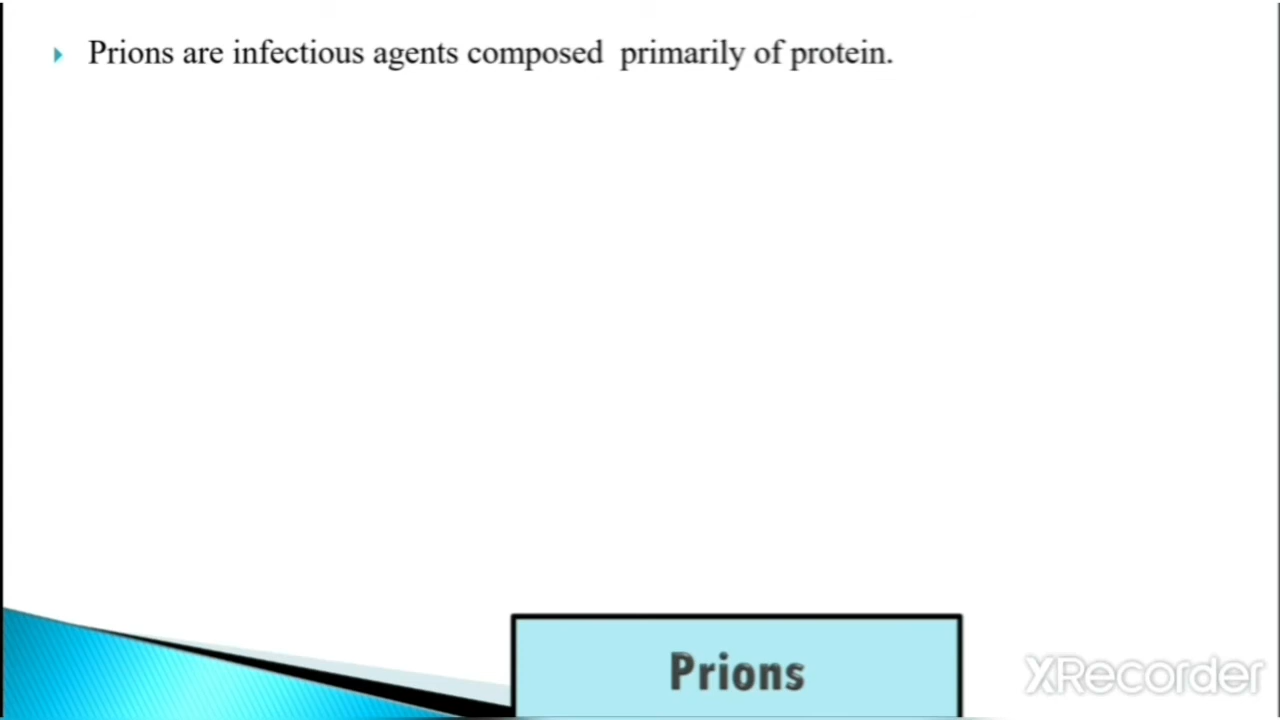 Prions are infectious agents composed primarily of protein.
Prions
XRecorder